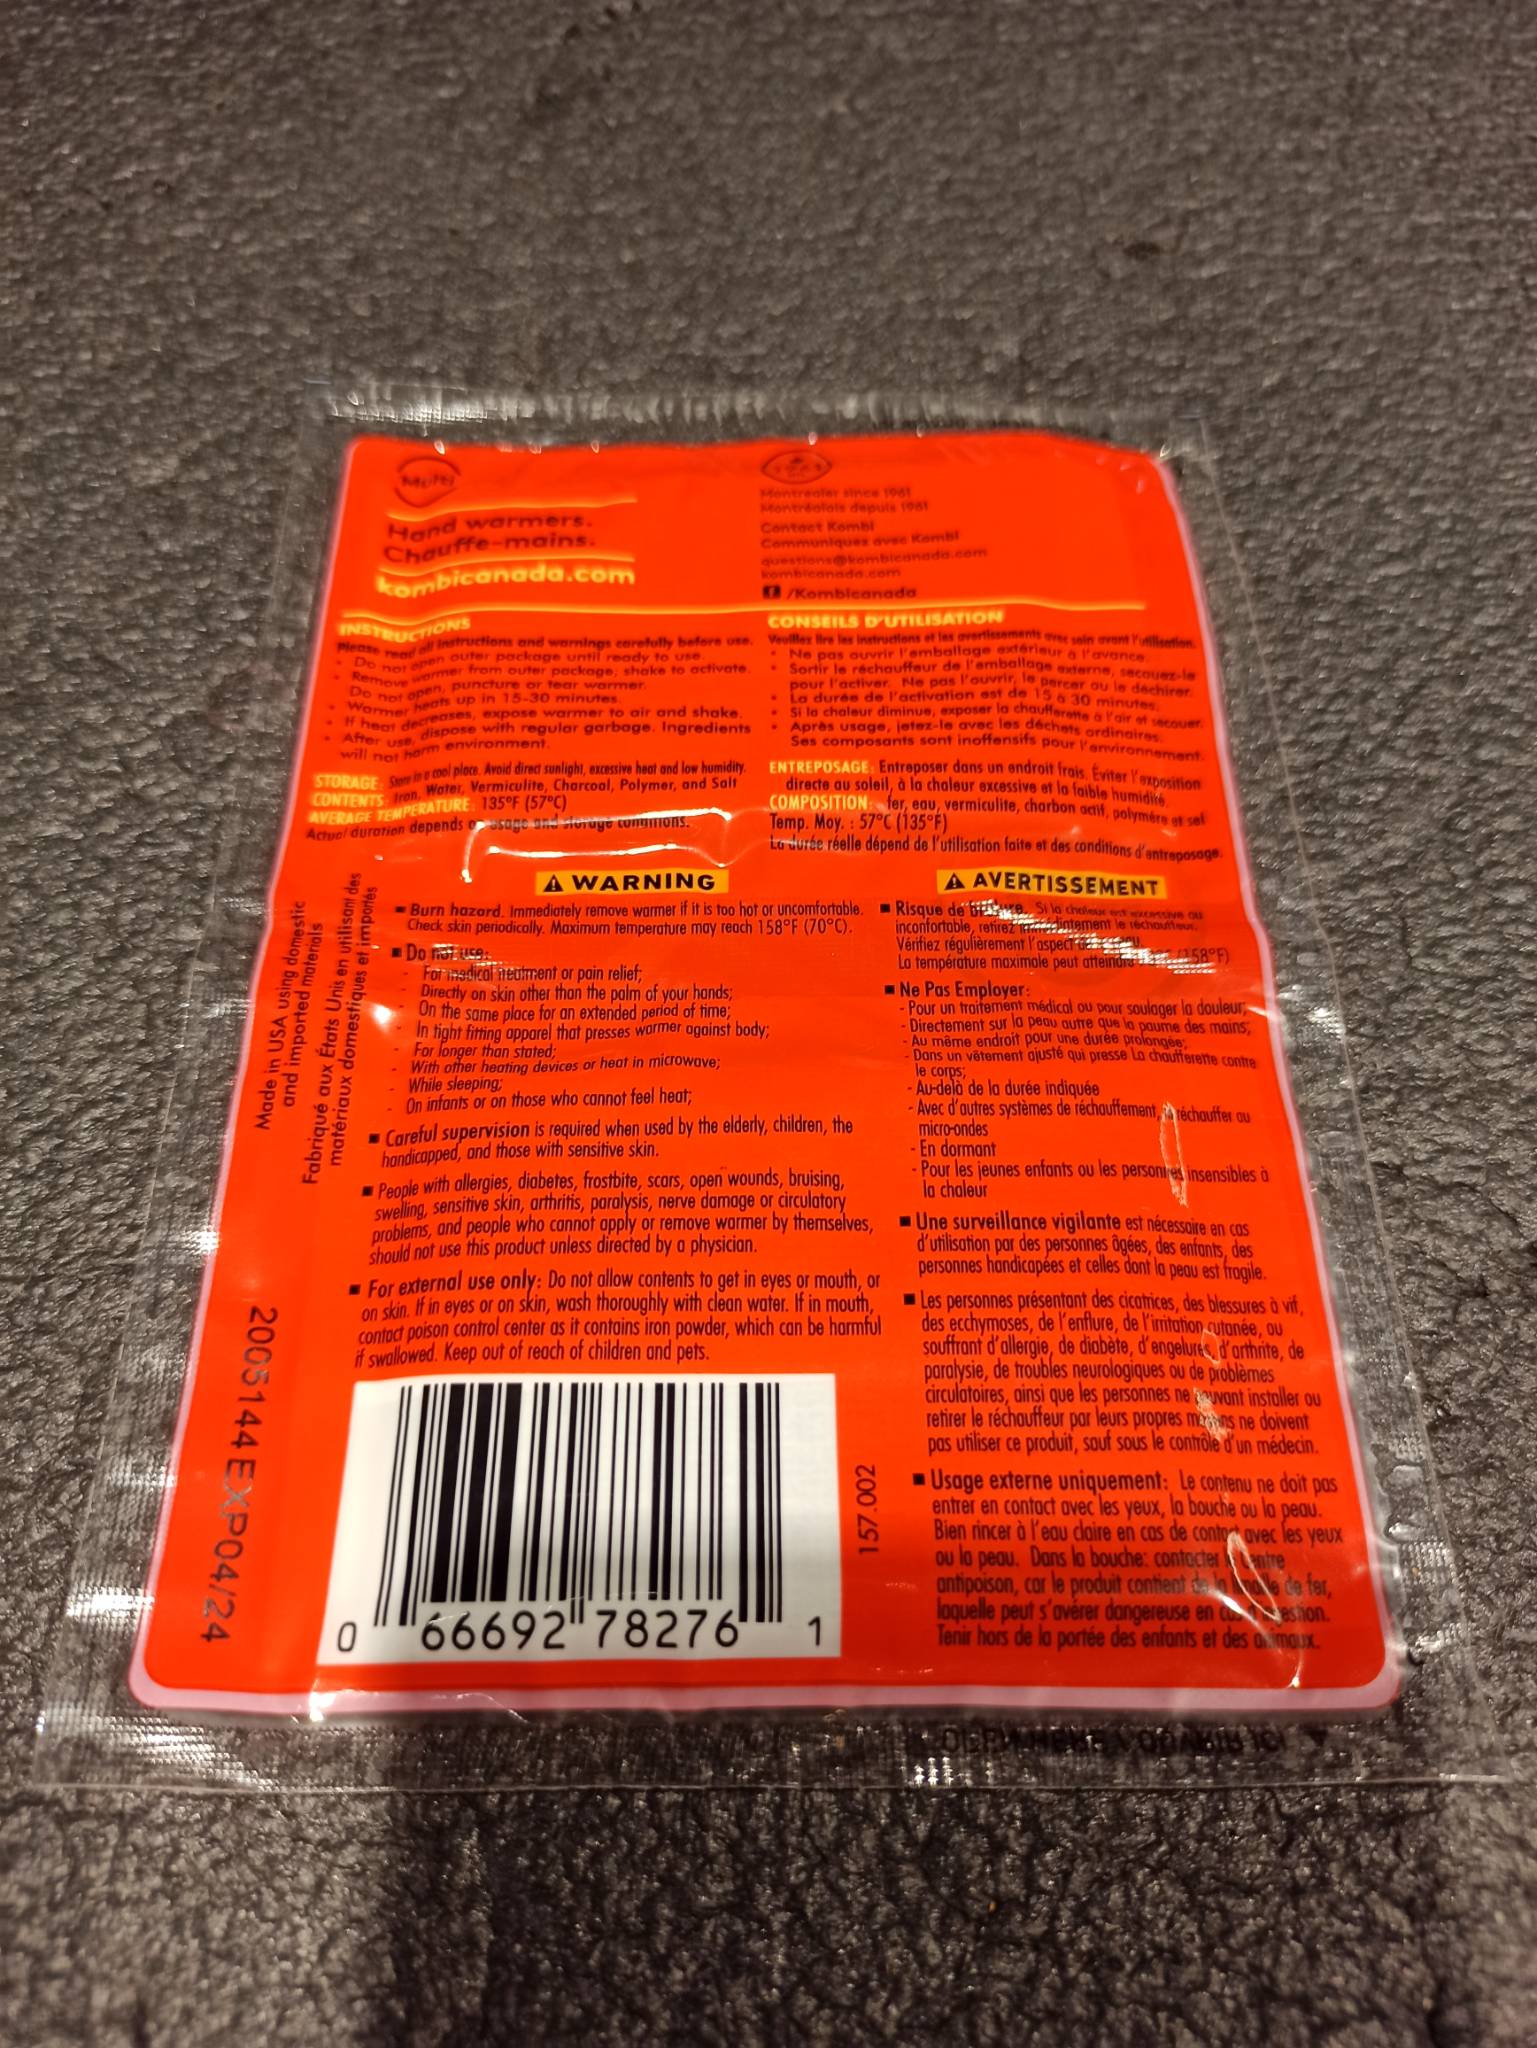 Multi
Hand warmers.
Chauffe-mains.
kombicanada.com
Montrealer since 1961
Montréalais depuis 1961
Contact Kombi
Communiquez avec Kombi
questions@kombicanada.com
kombicanada.com
/Kombicanada
INSTRUCTIONS
Please read all instructions and warnings carefully before use.
• Do not open outer package until ready to use.
• Remove warmer from outer package; shake to activate.
Do not open, puncture or tear warmer.
• Warmer heats up in 15-30 minutes.
• If heat decreases, expose warmer to air and shake.
• After use, dispose with regular garbage. Ingredients
will not harm environment.
STORAGE: Store in a cool place. Avoid direct sunlight, excessive heat and low humidity.
CONTENTS: Iron, Water, Vermiculite, Charcoal, Polymer, and Salt
AVERAGE TEMPERATURE: 135°F (57°C)
Actual duration depends on usage and storage conditions.
CONSEILS D'UTILISATION
Veuillez lire les instructions et les avertissements avec soin avant l'utilisation.
• Ne pas ouvrir l'emballage extérieur à l'avance.
• Sortir le réchauffeur de l'emballage externe, secouez-le
pour l'activer. Ne pas l'ouvrir, le percer ou le déchirer.
• La durée de l'activation est de 15 à 30 minutes.
• Si la chaleur diminue, exposer la chaufferette à l'air et secouer.
• Après usage, jetez-le avec les déchets ordinaires.
Ses composants sont inoffensifs pour l'environnement.
ENTREPOSAGE: Entreposer dans un endroit frais. Éviter l'exposition
directe au soleil, à la chaleur excessive et la faible humidité.
COMPOSITION: fer, eau, vermiculite, charbon actif, polymère et sel
Temp. Moy. : 57°C (135°F)
La durée réelle dépend de l'utilisation faite et des conditions d'entreposage.
WARNING
Burn hazard. Immediately remove warmer if it is too hot or uncomfortable.
Check skin periodically. Maximum temperature may reach 158°F (70°C).
Do not use:
- For medical treatment or pain relief;
- Directly on skin other than the palm of your hands;
- On the same place for an extended period of time;
- In tight fitting apparel that presses warmer against body;
- For longer than stated;
- With other heating devices or heat in microwave;
- While sleeping;
- On infants or on those who cannot feel heat;
Careful supervision is required when used by the elderly, children, the
handicapped, and those with sensitive skin.
People with allergies, diabetes, frostbite, scars, open wounds, bruising,
swelling, sensitive skin, arthritis, paralysis, nerve damage or circulatory
problems, and people who cannot apply or remove warmer by themselves,
should not use this product unless directed by a physician.
For external use only: Do not allow contents to get in eyes or mouth, or
on skin. If in eyes or on skin, wash thoroughly with clean water. If in mouth,
contact poison control center as it contains iron powder, which can be harmful
if swallowed. Keep out of reach of children and pets.
AVERTISSEMENT
Risque de brûlure. Si la chaleur est excessive ou
inconfortable, retirez immédiatement le réchauffeur.
Vérifiez régulièrement l'aspect
La température maximale peut atteindre (158°F)
Ne Pas Employer:
- Pour un traitement médical ou pour soulager la douleur;
- Directement sur la peau autre que la paume des mains;
- Au même endroit pour une durée prolongée;
- Dans un vêtement ajusté qui presse La chaufferette contre
le corps;
- Au-delà de la durée indiquée
- Avec d'autres systèmes de réchauffement, réchauffer au
micro-ondes
- En dormant
- Pour les jeunes enfants ou les personnes insensibles à
la chaleur
Une surveillance vigilante est nécessaire en cas
d'utilisation par des personnes âgées, des enfants, des
personnes handicapées et celles dont la peau est fragile.
Les personnes présentant des cicatrices, des blessures à vif,
des ecchymoses, de l'enflure, de l'irritation cutanée, ou
souffrant d'allergie, de diabète, d'engelures, d'arthrite, de
paralysie, de troubles neurologiques ou de problèmes
circulatoires, ainsi que les personnes ne pouvant installer ou
retirer le réchauffeur par leurs propres moyens ne doivent
pas utiliser ce produit, sauf sous le contrôle d'un médecin.
Usage externe uniquement: Le contenu ne doit pas
entrer en contact avec les yeux, la bouche ou la peau.
Bien rincer à l'eau claire en cas de contact avec les yeux
ou la peau. Dans la bouche: contacter le Centre
antipoison, car le produit contient de la limaille de fer,
laquelle peut s'avérer dangereuse en cas d'ingestion.
Tenir hors de la portée des enfants et des animaux.
Made in USA using domestic
and imported materials
Fabriqué aux États Unis en utilisant des
matériaux domestiques et importés
2005144 EXP04/24
157.002
0 66692 78276 1